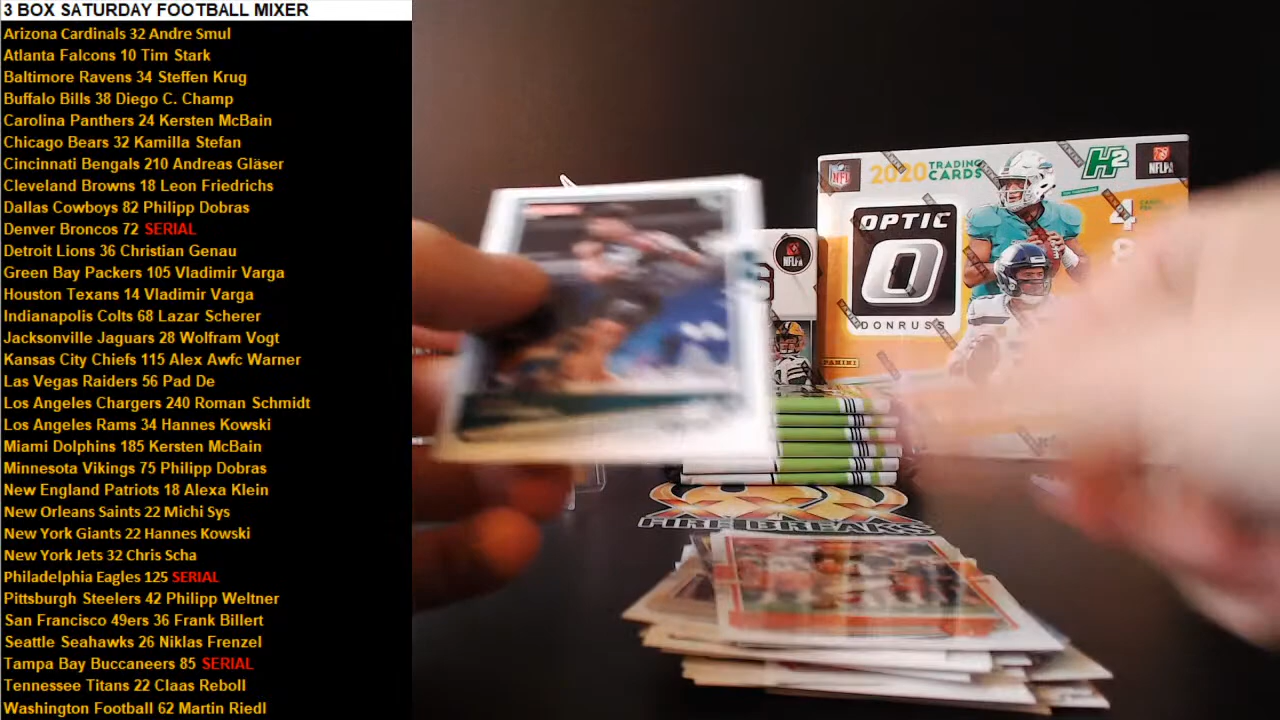 3 BOX SATURDAY FOOTBALL MIXER
Arizona Cardinals 32 Andre Smul
Atlanta Falcons 10 Tim Stark
Baltimore Ravens 34 Steffen Krug
Buffalo Bills 38 Diego C. Champ
Carolina Panthers 24 Kersten McBain
Chicago Bears 32 Kamilla Stefan
Cincinnati Bengals 210 Andreas Gläser
Cleveland Browns 18 Leon Friedrichs
Dallas Cowboys 82 Philipp Dobras
Denver Broncos 72 SERIAL
Detroit Lions 36 Christian Genau
Green Bay Packers 105 Vladimir Varga
Houston Texans 14 Vladimir Varga
Indianapolis Colts 68 Lazar Scherer
Jacksonville Jaguars 28 Wolfram Vogt
Kansas City Chiefs 115 Alex Awfc Warner
Las Vegas Raiders 56 Pad De
Los Angeles Chargers 240 Roman Schmidt
Los Angeles Rams 34 Hannes Kowski
Miami Dolphins 185 Kersten McBain
Minnesota Vikings 75 Philipp Dobras
New England Patriots 18 Alexa Klein
New Orleans Saints 22 Michi Sys
New York Giants 22 Hannes Kowski
New York Jets 32 Chris Scha
Philadelphia Eagles 125 SERIAL
Pittsburgh Steelers 42 Philipp Weltner
San Francisco 49ers 36 Frank Billert
Seattle Seahawks 26 Niklas Frenzel
Tampa Bay Buccaneers 85 SERIAL
Tennessee Titans 22 Claas Reboll
Washington Football 62 Martin Riedl
NFL 2020 TRADING CARDS H2 NFLPA
OPTIC
O
DONRUSS
PANINI
4
NFLPA
FIRE BREAKS